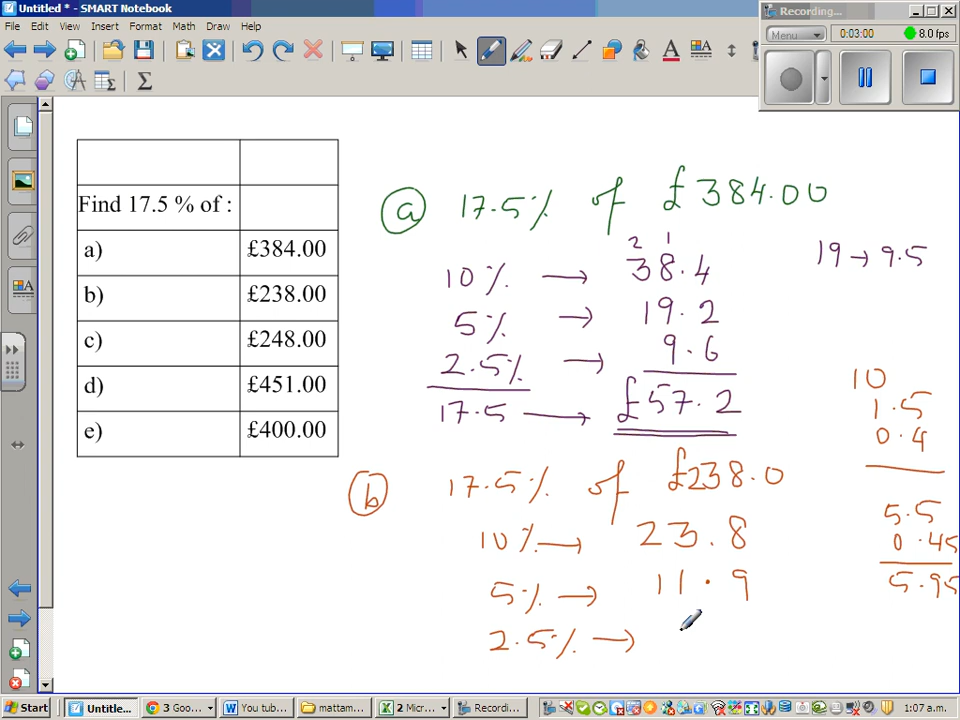 Untitled * - SMART Notebook
File Edit View Insert Format Math Draw Help
Recording...
Menu 0:03:00 8.0 fps
Find 17.5 % of :
a) £384.00
b) £238.00
c) £248.00
d) £451.00
e) £400.00
a 17.5% of £384.00
2 1
10% → 38.4
19 → 9.5
5% → 19.2
2.5% → 9.6
17.5 → £57.2
10
1.5
0.4
b 17.5% of £238.0
10% → 23.8
5% → 11.9
2.5% →
5.5
0.45
5.95
Start Untitle... 3 Goo... You tub... mattam... 2 Micr... Recordi... 1:07 a.m.